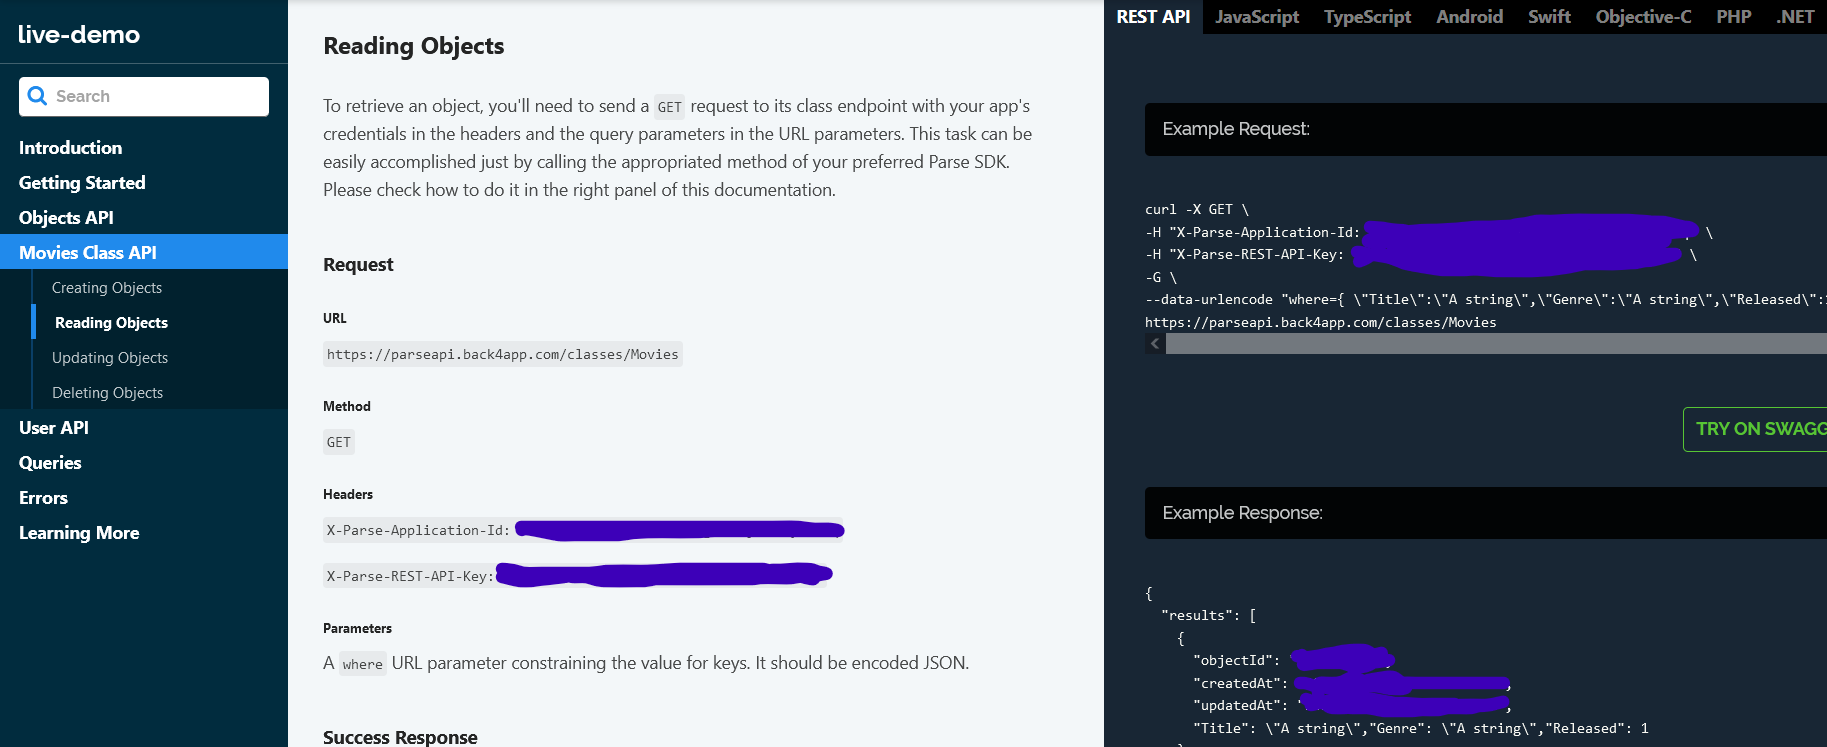 live-demo
Search
Introduction
Getting Started
Objects API
Movies Class API
Creating Objects
Reading Objects
Updating Objects
Deleting Objects
User API
Queries
Errors
Learning More
Reading Objects
To retrieve an object, you'll need to send a GET request to its class endpoint with your app's
credentials in the headers and the query parameters in the URL parameters. This task can be
easily accomplished just by calling the appropriated method of your preferred Parse SDK.
Please check how to do it in the right panel of this documentation.
Request
URL
https://parseapi.back4app.com/classes/Movies
Method
GET
Headers
X-Parse-Application-Id:
X-Parse-REST-API-Key:
Parameters
A where URL parameter constraining the value for keys. It should be encoded JSON.
Success Response
REST API JavaScript TypeScript Android Swift Objective-C PHP .NET
Example Request:
curl -X GET \
-H "X-Parse-Application-Id: \
-H "X-Parse-REST-API-Key: \
-G \
--data-urlencode "where={ \"Title\":\"A string\",\"Genre\":\"A string\",\"Released\":
https://parseapi.back4app.com/classes/Movies
TRY ON SWAGG
Example Response:
{
"results": [
{
"objectId":
"createdAt": ,
"updatedAt": ,
"Title": \"A string\","Genre": \"A string\","Released": 1